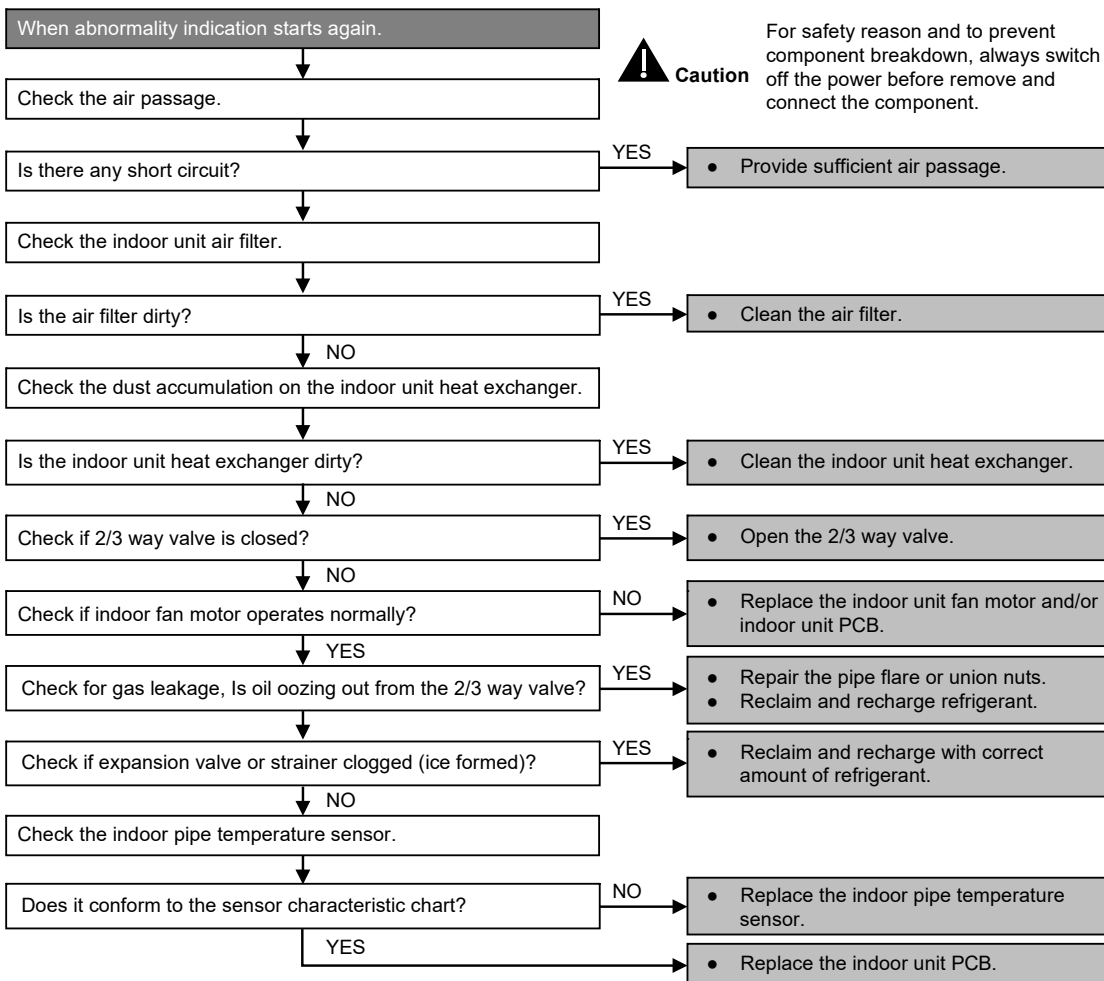 When abnormality indication starts again.
Caution
For safety reason and to prevent
component breakdown, always switch
off the power before remove and
connect the component.
Check the air passage.
Is there any short circuit?
YES
● Provide sufficient air passage.
Check the indoor unit air filter.
Is the air filter dirty?
YES
● Clean the air filter.
NO
Check the dust accumulation on the indoor unit heat exchanger.
Is the indoor unit heat exchanger dirty?
YES
● Clean the indoor unit heat exchanger.
NO
Check if 2/3 way valve is closed?
YES
● Open the 2/3 way valve.
NO
Check if indoor fan motor operates normally?
NO
● Replace the indoor unit fan motor and/or
indoor unit PCB.
YES
Check for gas leakage, Is oil oozing out from the 2/3 way valve?
YES
● Repair the pipe flare or union nuts.
● Reclaim and recharge refrigerant.
Check if expansion valve or strainer clogged (ice formed)?
YES
● Reclaim and recharge with correct
amount of refrigerant.
NO
Check the indoor pipe temperature sensor.
Does it conform to the sensor characteristic chart?
NO
● Replace the indoor pipe temperature
sensor.
YES
● Replace the indoor unit PCB.